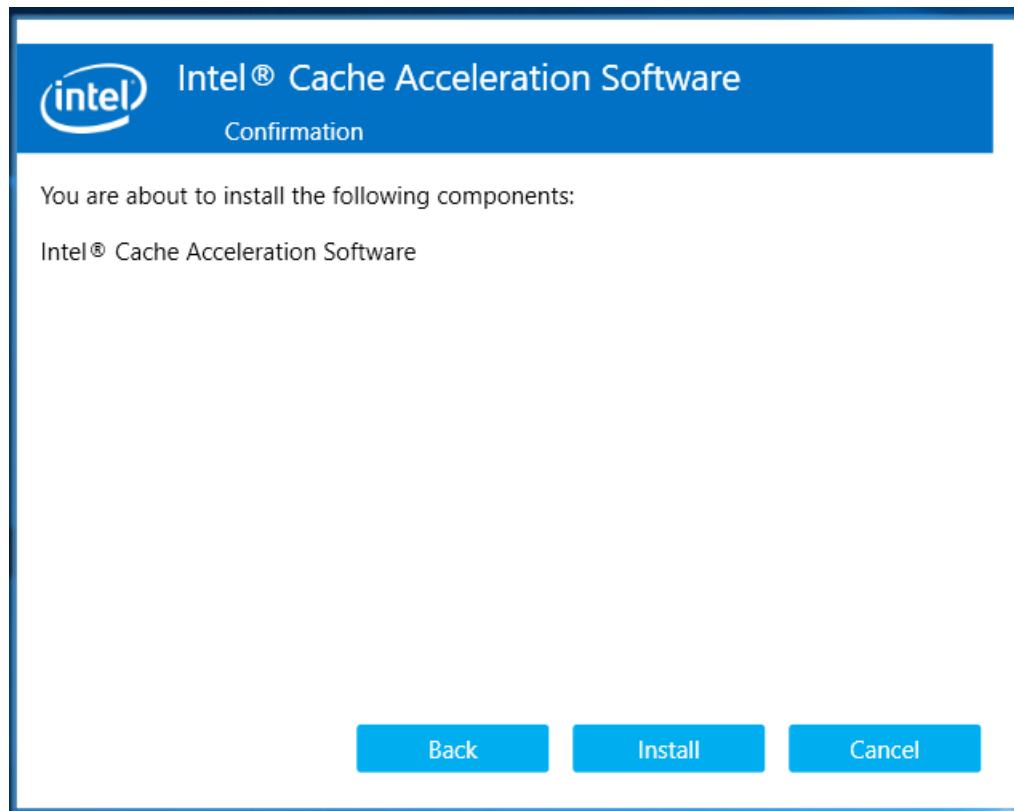 intel
Intel® Cache Acceleration Software
Confirmation
You are about to install the following components:
Intel® Cache Acceleration Software
Back
Install
Cancel